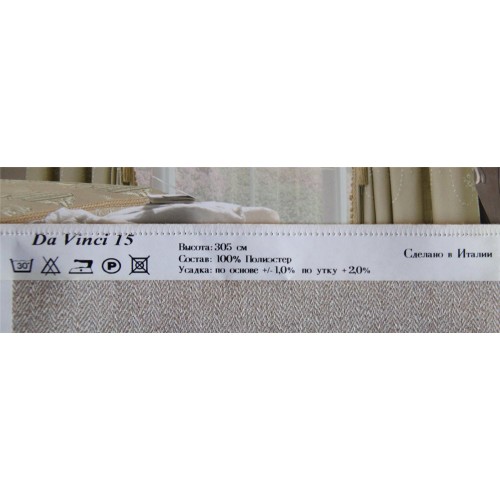 Da Vinci 15
Высота: 305 см
Состав: 100% Полиэстер
Усадка: по основе +/-1,0% по утку +2,0%
Сделано в Италии
30°
P